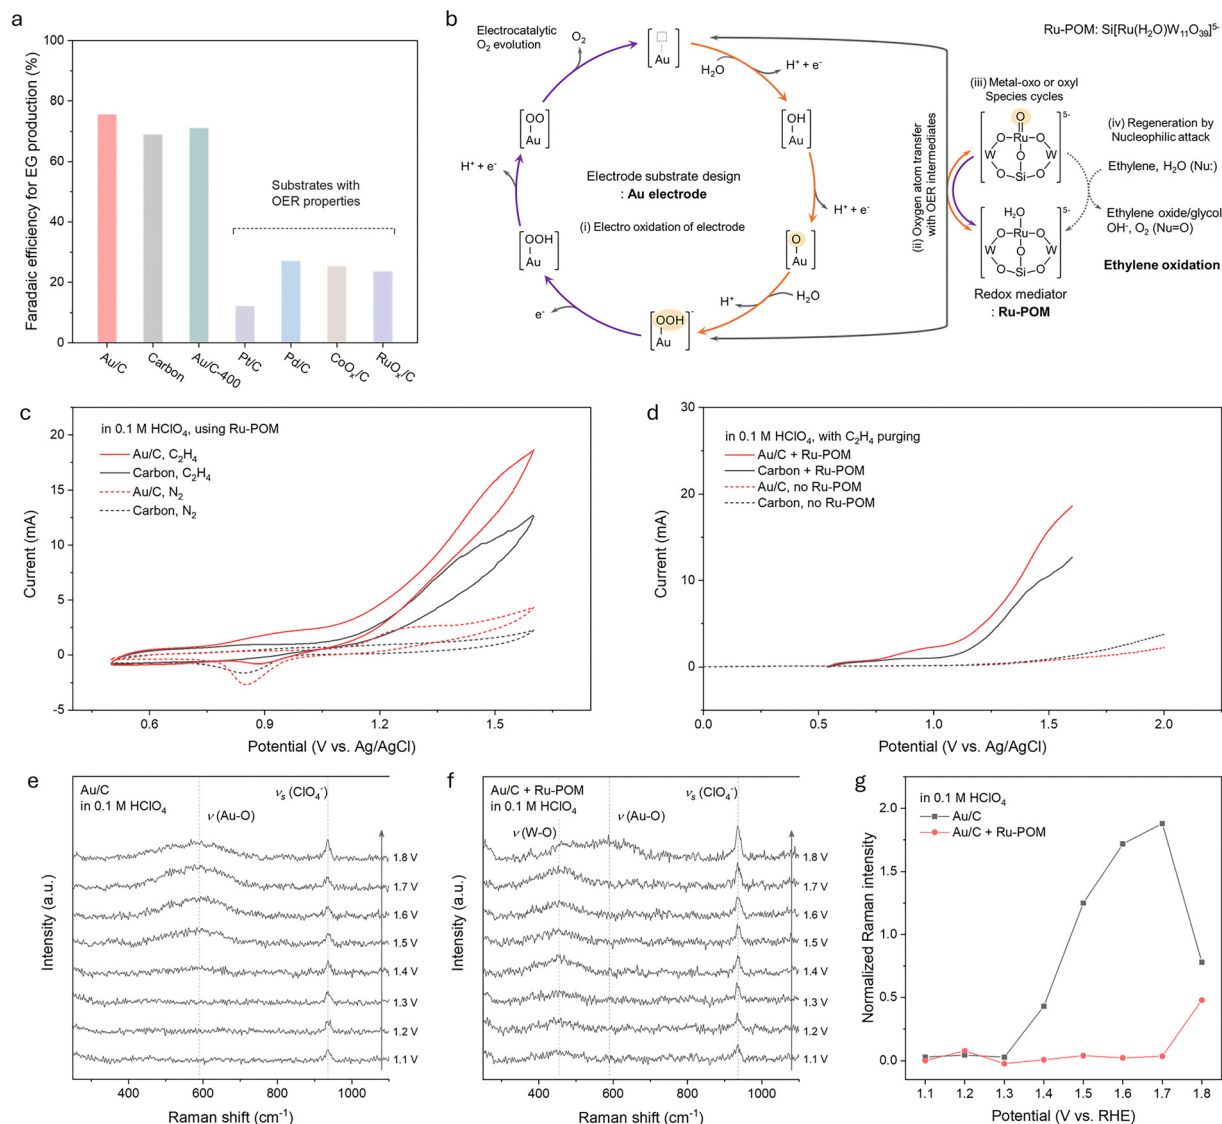 a
Faradaic efficiency for EG production (%)
100
80
60
40
20
0
Substrates with
OER properties
Au/C
Carbon
Au/C-400
Pt/C
Pd/C
CoOₓ/C
RuOₓ/C
b
Electrocatalytic
O₂ evolution
O₂
Au
H₂O
H⁺ + e⁻
OH
Au
H⁺ + e⁻
O
Au
H₂O
H⁺
OOH
Au
-
e⁻
OOH
Au
H⁺ + e⁻
OO
Au
Electrode substrate design
: Au electrode
(i) Electro oxidation of electrode
(ii) Oxygen atom transfer
with OER intermediates
Ru-POM: Si[Ru(H₂O)W₁₁O₃₉]⁵⁻
(iii) Metal-oxo or oxyl
Species cycles
5-
O
O Ru O
W O W
O Si O
(iv) Regeneration by
Nucleophilic attack
Ethylene, H₂O (Nu:)
Ethylene oxide/glycol
OH⁻, O₂ (Nu=O)
Ethylene oxidation
5-
H₂O
O Ru O
W O W
O Si O
Redox mediator
: Ru-POM
c
in 0.1 M HClO₄, using Ru-POM
Au/C, C₂H₄
Carbon, C₂H₄
Au/C, N₂
Carbon, N₂
Current (mA)
20
15
10
5
0
-5
0.6 0.9 1.2 1.5
Potential (V vs. Ag/AgCl)
d
in 0.1 M HClO₄, with C₂H₄ purging
Au/C + Ru-POM
Carbon + Ru-POM
Au/C, no Ru-POM
Carbon, no Ru-POM
Current (mA)
30
20
10
0
0.0 0.5 1.0 1.5 2.0
Potential (V vs. Ag/AgCl)
e
Au/C
in 0.1 M HClO₄
νₛ (ClO₄⁻)
ν (Au-O)
1.8 V
1.7 V
1.6 V
1.5 V
1.4 V
1.3 V
1.2 V
1.1 V
Intensity (a.u.)
400 600 800 1000
Raman shift (cm⁻¹)
f
Au/C + Ru-POM
in 0.1 M HClO₄
νₛ (ClO₄⁻)
ν (W-O)
ν (Au-O)
1.8 V
1.7 V
1.6 V
1.5 V
1.4 V
1.3 V
1.2 V
1.1 V
Intensity (a.u.)
400 600 800 1000
Raman shift (cm⁻¹)
g
in 0.1 M HClO₄
Au/C
Au/C + Ru-POM
Normalized Raman intensity
2.0
1.5
1.0
0.5
0.0
1.1 1.2 1.3 1.4 1.5 1.6 1.7 1.8
Potential (V vs. RHE)